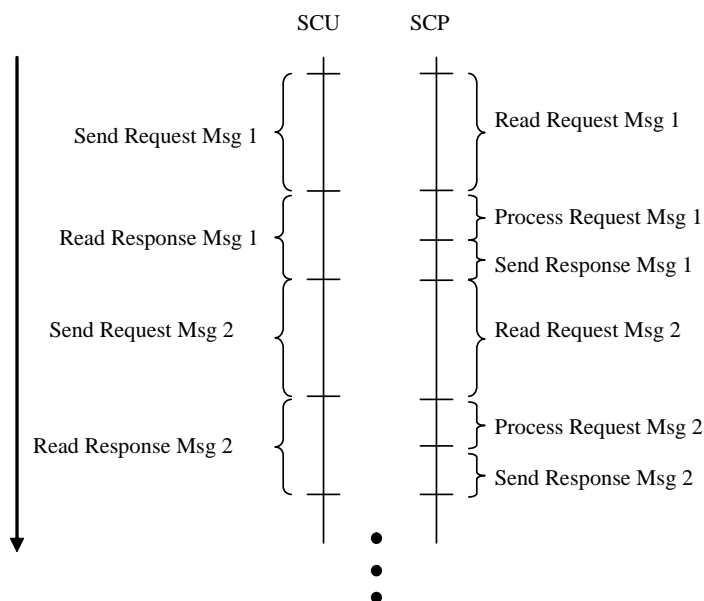 SCU SCP
Send Request Msg 1
Read Request Msg 1
Process Request Msg 1
Read Response Msg 1
Send Response Msg 1
Send Request Msg 2
Read Request Msg 2
Process Request Msg 2
Read Response Msg 2
Send Response Msg 2